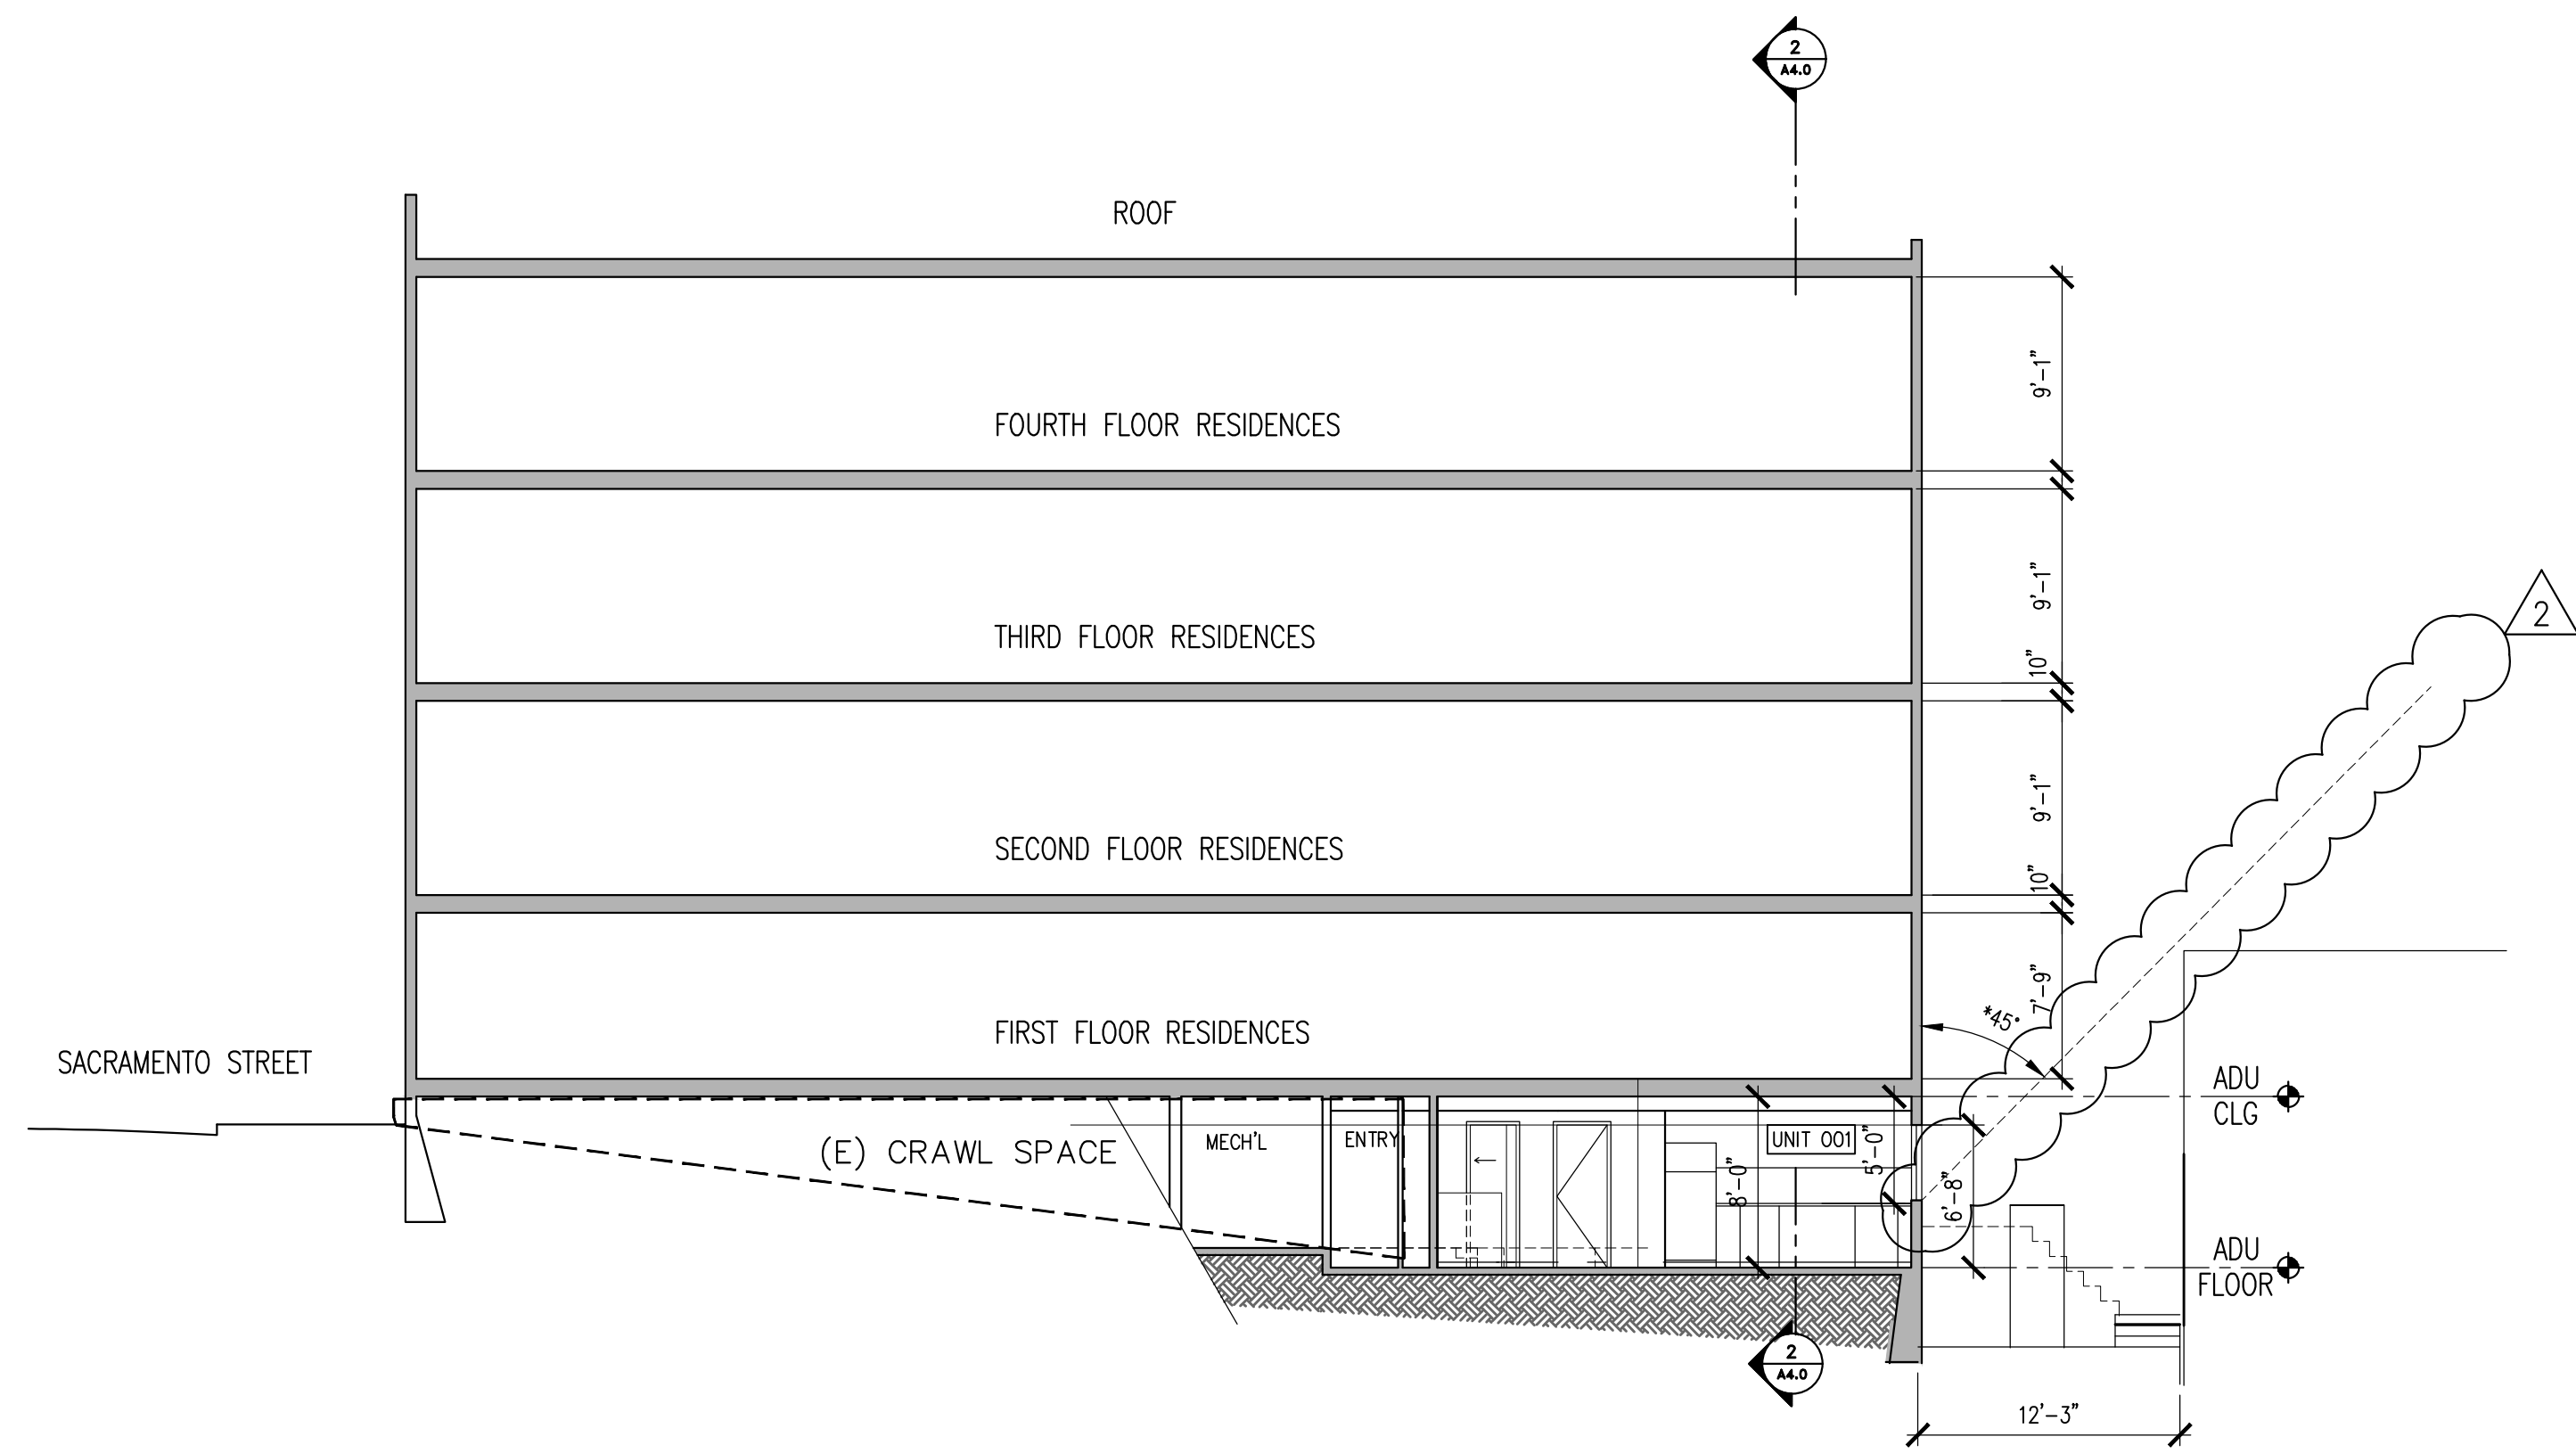 2
A4.0
ROOF
9'-1"
FOURTH FLOOR RESIDENCES
9'-1"
2
THIRD FLOOR RESIDENCES
10"
9'-1"
SECOND FLOOR RESIDENCES
10"
7'-9"
*45°
FIRST FLOOR RESIDENCES
SACRAMENTO STREET
ADU
CLG
(E) CRAWL SPACE
MECH'L
ENTRY
UNIT 001
5'-0"
8'-0"
6'-8"
ADU
FLOOR
2
A4.0
12'-3"